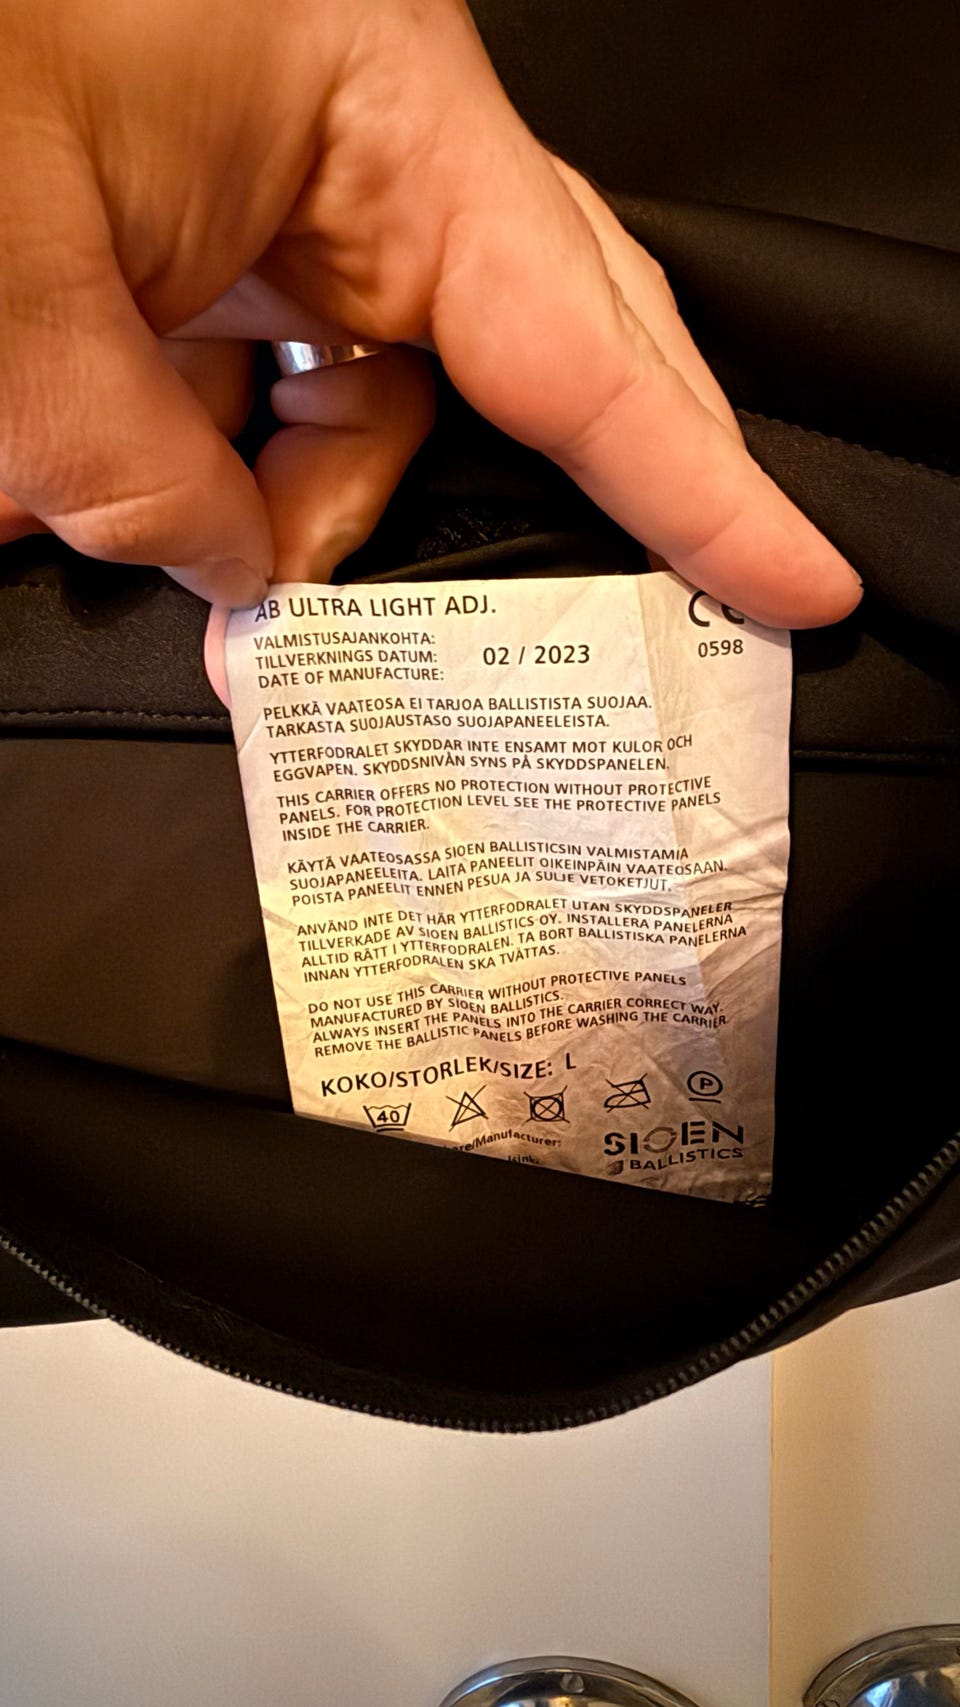 AB ULTRA LIGHT ADJ.
CE
0598
VALMISTUSAJANKOHTA:
TILLVERKNINGS DATUM:
DATE OF MANUFACTURE:
02 / 2023
PELKKÄ VAATEOSA EI TARJOA BALLISTISTA SUOJAA.
TARKASTA SUOJAUSTASO SUOJAPANEELEISTA.
YTTERFODRALET SKYDDAR INTE ENSAMT MOT KULOR OCH
EGGVAPEN. SKYDDSNIVÅN SYNS PÅ SKYDDSPANELEN.
THIS CARRIER OFFERS NO PROTECTION WITHOUT PROTECTIVE
PANELS. FOR PROTECTION LEVEL SEE THE PROTECTIVE PANELS
INSIDE THE CARRIER.
KÄYTÄ VAATEOSASSA SIOEN BALLISTICSIN VALMISTAMIA
SUOJAPANEELEITA. LAITA PANEELIT OIKEINPÄIN VAATEOSAAN.
POISTA PANEELIT ENNEN PESUA JA SULJE VETOKETJUT.
ANVÄND INTE DET HÄR YTTERFODRALET UTAN SKYDDSPANELER
TILLVERKADE AV SIOEN BALLISTICS OY. INSTALLERA PANELERNA
ALLTID RÄTT I YTTERFODRALEN. TA BORT BALLISTISKA PANELERNA
INNAN YTTERFODRALEN SKA TVÄTTAS.
DO NOT USE THIS CARRIER WITHOUT PROTECTIVE PANELS
MANUFACTURED BY SIOEN BALLISTICS.
ALWAYS INSERT THE PANELS INTO THE CARRIER CORRECT WAY.
REMOVE THE BALLISTIC PANELS BEFORE WASHING THE CARRIER.
KOKO/STORLEK/SIZE: L
40
P
/Manufacturer:
SIOEN
BALLISTICS